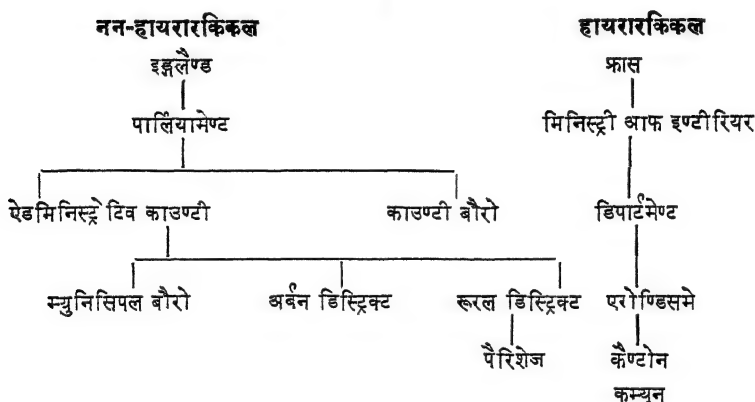 नन-हायरारकिकल हायरारकिकल
इङ्गलैण्ड फ्रास
पार्लियामेण्ट मिनिस्ट्री आफ इण्टीरियर
ऐडमिनिस्ट्रेटिव काउण्टी काउण्टी बौरो डिपार्टमेण्ट
म्युनिसिपल बौरो अर्बन डिस्ट्रिक्ट रूरल डिस्ट्रिक्ट एरोण्डिसमे
पैरिशेज कैण्टोन
कम्यन